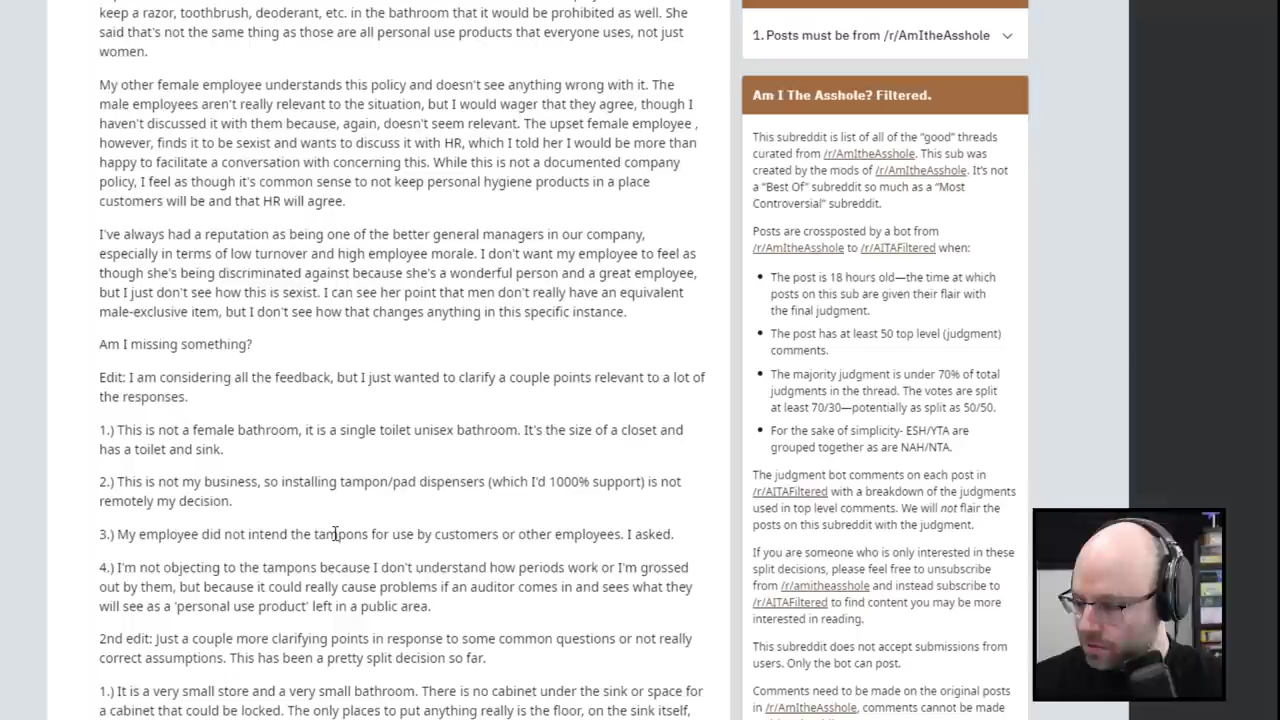 keep a razor, toothbrush, deodorant, etc. in the bathroom that it would be prohibited as well. She
said that's not the same thing as those are all personal use products that everyone uses, not just
women.
My other female employee understands this policy and doesn't see anything wrong with it. The
male employees aren't really relevant to the situation, but I would wager that they agree, though I
haven't discussed it with them because, again, doesn't seem relevant. The upset female employee ,
however, finds it to be sexist and wants to discuss it with HR, which I told her I would be more than
happy to facilitate a conversation with concerning this. While this is not a documented company
policy, I feel as though it's common sense to not keep personal hygiene products in a place
customers will be and that HR will agree.
I've always had a reputation as being one of the better general managers in our company,
especially in terms of low turnover and high employee morale. I don't want my employee to feel as
though she's being discriminated against because she's a wonderful person and a great employee,
but I just don't see how this is sexist. I can see her point that men don't really have an equivalent
male-exclusive item, but I don't see how that changes anything in this specific instance.
Am I missing something?
Edit: I am considering all the feedback, but I just wanted to clarify a couple points relevant to a lot of
the responses.
1.) This is not a female bathroom, it is a single toilet unisex bathroom. It's the size of a closet and
has a toilet and sink.
2.) This is not my business, so installing tampon/pad dispensers (which I'd 1000% support) is not
remotely my decision.
3.) My employee did not intend the tampons for use by customers or other employees. I asked.
4.) I'm not objecting to the tampons because I don't understand how periods work or I'm grossed
out by them, but because it could really cause problems if an auditor comes in and sees what they
will see as a 'personal use product' left in a public area.
2nd edit: Just a couple more clarifying points in response to some common questions or not really
correct assumptions. This has been a pretty split decision so far.
1.) It is a very small store and a very small bathroom. There is no cabinet under the sink or space for
a cabinet that could be locked. The only places to put anything really is the floor, on the sink itself,
1. Posts must be from /r/AmItheAsshole
Am I The Asshole? Filtered.
This subreddit is list of all of the “good” threads
curated from /r/AmItheAsshole. This sub was
created by the mods of /r/AmItheAsshole. It’s not
a “Best Of” subreddit so much as a “Most
Controversial” subreddit.
Posts are crossposted by a bot from
/r/AmItheAsshole to /r/AITAFiltered when:
• The post is 18 hours old—the time at which
posts on this sub are given their flair with
the final judgment.
• The post has at least 50 top level (judgment)
comments.
• The majority judgment is under 70% of total
judgments in the thread. The votes are split
at least 70/30—potentially as split as 50/50.
• For the sake of simplicity- ESH/YTA are
grouped together as are NAH/NTA.
The judgment bot comments on each post in
/r/AITAFiltered with a breakdown of the judgments
used in top level comments. We will not flair the
posts on this subreddit with the judgment.
If you are someone who is only interested in these
split decisions, please feel free to unsubscribe
from /r/amitheasshole and instead subscribe to
/r/AITAFiltered to find content you may be more
interested in reading.
This subreddit does not accept submissions from
users. Only the bot can post.
Comments need to be made on the original posts
in /r/AmItheAsshole, comments cannot be made